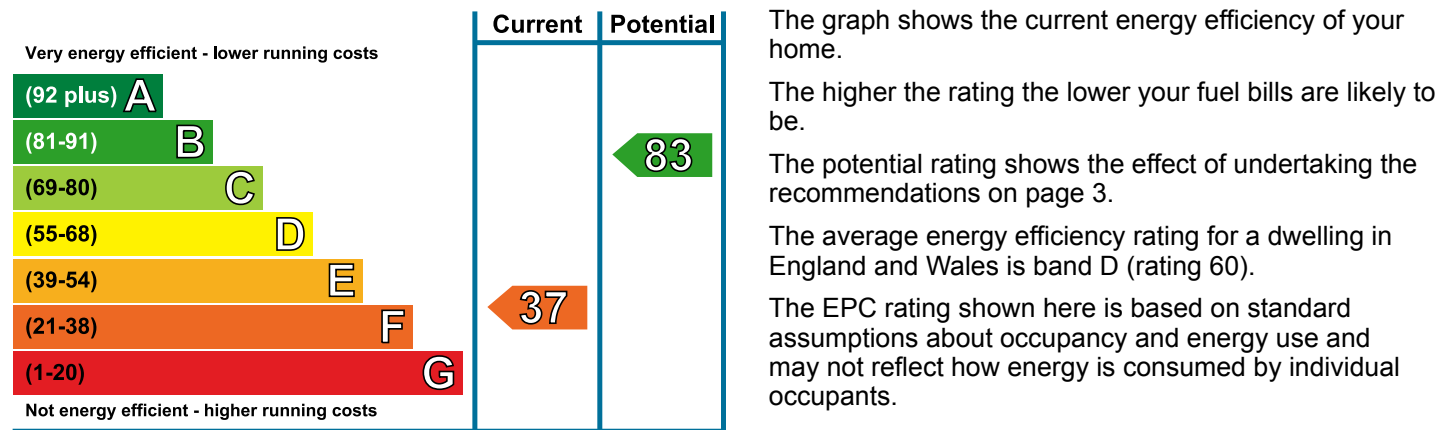 Current Potential
Very energy efficient - lower running costs
(92 plus) A
(81-91) B
83
(69-80) C
(55-68) D
(39-54) E
37
(21-38) F
(1-20) G
Not energy efficient - higher running costs
The graph shows the current energy efficiency of your
home.
The higher the rating the lower your fuel bills are likely to
be.
The potential rating shows the effect of undertaking the
recommendations on page 3.
The average energy efficiency rating for a dwelling in
England and Wales is band D (rating 60).
The EPC rating shown here is based on standard
assumptions about occupancy and energy use and
may not reflect how energy is consumed by individual
occupants.